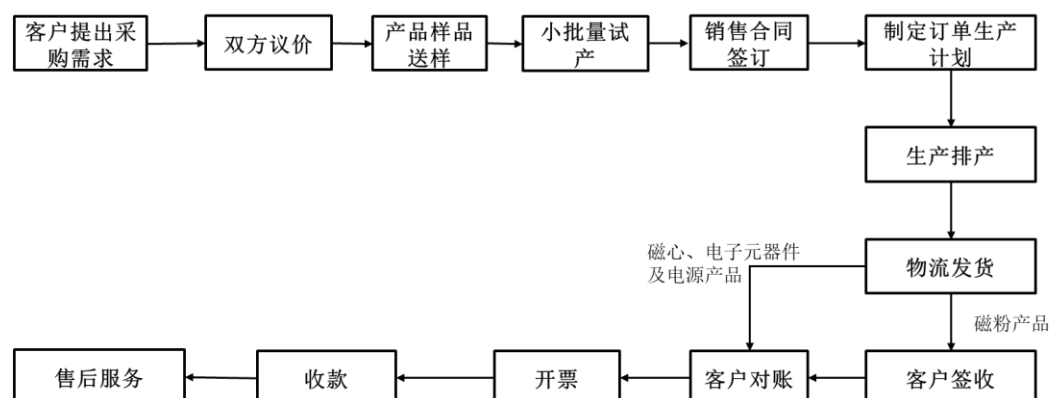 客户提出采
购需求
双方议价
产品样品
送样
小批量试
产
销售合同
签订
制定订单生产
计划
生产排产
磁心、电子元器件
及电源产品
物流发货
磁粉产品
售后服务
收款
开票
客户对账
客户签收